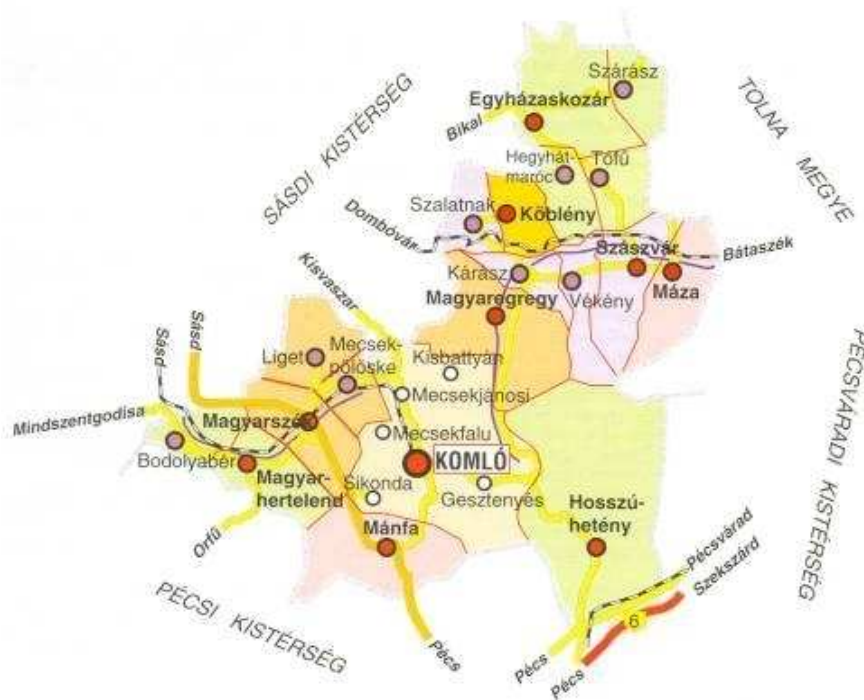 Szárász
Egyházaskozár
TOLNA MEGYE
SÁSDI KISTÉRSÉG
Bikal
Hegyhát-
maróc
Tófű
Szalatnak
Köblény
Dombóvár
Szászvár
Bátaszék
Kárász
Kisvaszar
Vékény
Máza
Magyaregregy
Sásd
Sásd
Liget
Mecsek-
pölöske
Kisbattyán
PÉCSVÁRADI KISTÉRSÉG
Mecsekjánosi
Mindszentgodisa
Magyarszék
Mecsekfalu
Bodolyabér
KOMLÓ
Magyar-
hertelend
Sikonda
Gesztenyés
Hosszú-
hetény
Orfű
Mánfa
Pécsvárad
Szekszárd
PÉCSI KISTÉRSÉG
6
Pécs
Pécs
Pécs